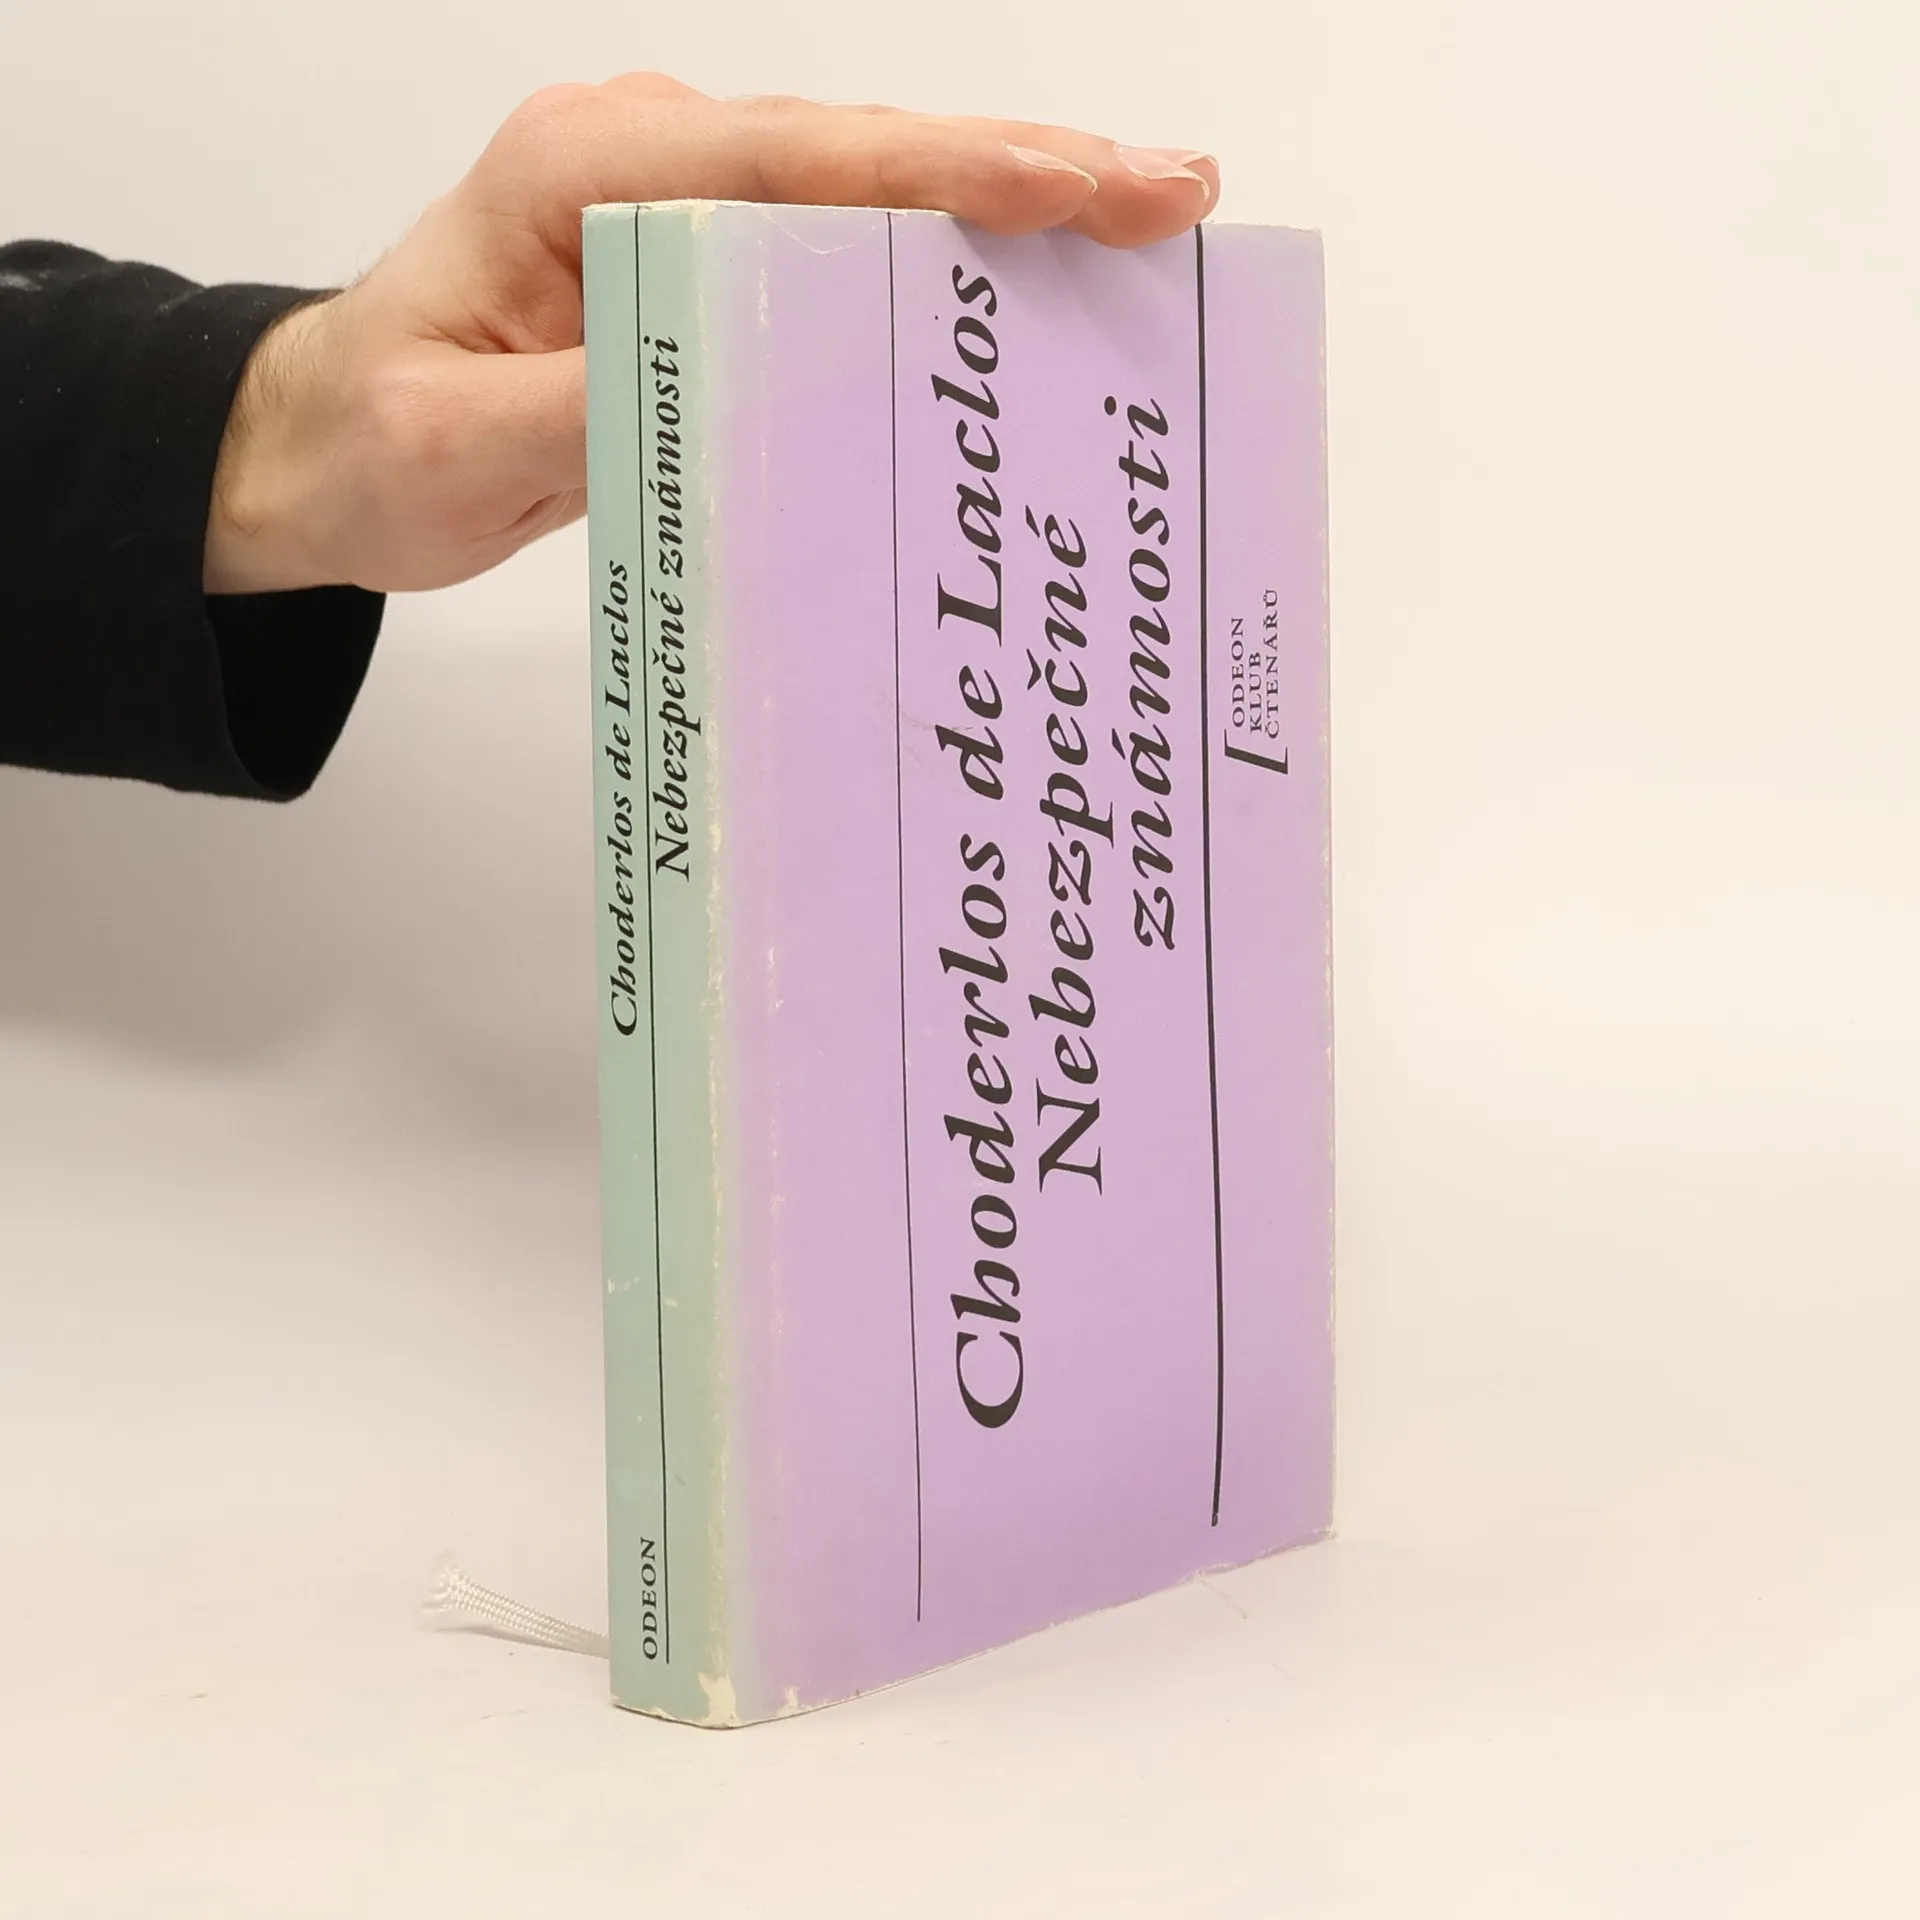 Choderlos de Laclos
Nebezpečné známosti
ODEON
Choderlos de Laclos
Nebezpečné
známosti
ODEON
KLUB
ČTENÁŘŮ